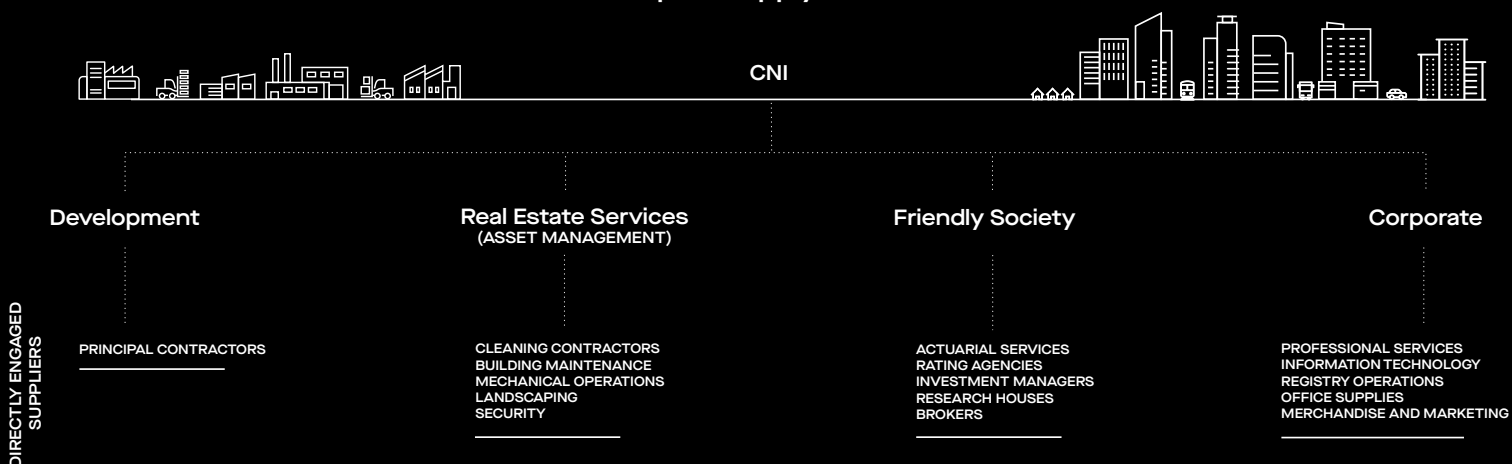 CNI
Development
Real Estate Services
(ASSET MANAGEMENT)
Friendly Society
Corporate
DIRECTLY ENGAGED
SUPPLIERS
PRINCIPAL CONTRACTORS
CLEANING CONTRACTORS
BUILDING MAINTENANCE
MECHANICAL OPERATIONS
LANDSCAPING
SECURITY
ACTUARIAL SERVICES
RATING AGENCIES
INVESTMENT MANAGERS
RESEARCH HOUSES
BROKERS
PROFESSIONAL SERVICES
INFORMATION TECHNOLOGY
REGISTRY OPERATIONS
OFFICE SUPPLIES
MERCHANDISE AND MARKETING